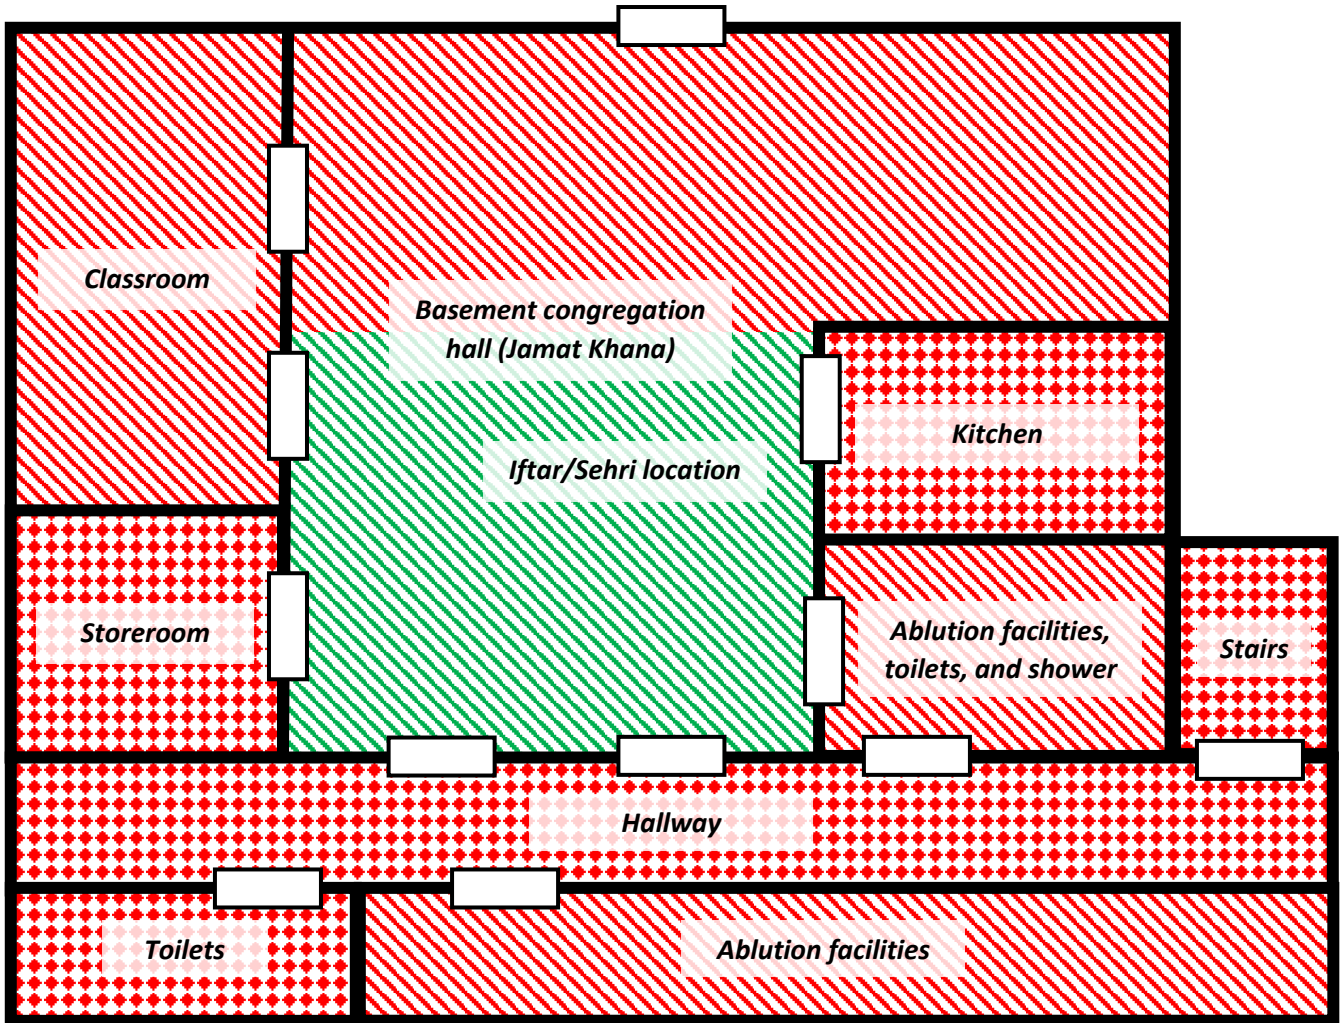 Classroom
Basement congregation
hall (Jamat Khana)
Kitchen
Iftar/Sehri location
Storeroom
Ablution facilities,
toilets, and shower
Stairs
Hallway
Toilets
Ablution facilities